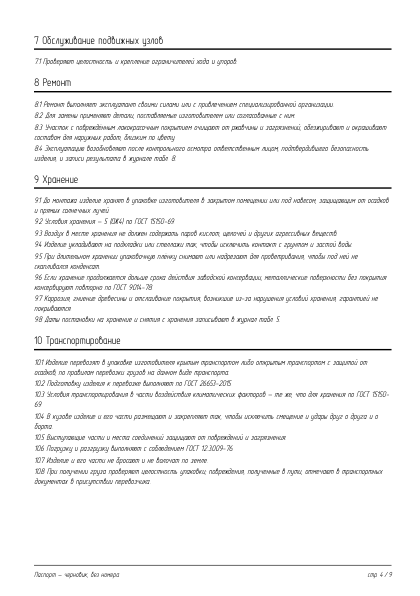 7 Обслуживание подвижных узлов
7.1 Проверяют целостность и крепление ограничителей хода и упоров.
8 Ремонт
8.1 Ремонт выполняет эксплуатант своими силами или с привлечением специализированной организации.
8.2 Для замены применяют детали, поставляемые изготовителем или согласованные с ним.
8.3 Участок с повреждённым лакокрасочным покрытием очищают от ржавчины и загрязнений, обезжиривают и окрашивают
составом для наружных работ, близким по цвету.
8.4 Эксплуатацию возобновляют после контрольного осмотра ответственным лицом, подтвердившего безопасность
изделия, и записи результата в журнале табл. 8.
9 Хранение
9.1 До монтажа изделие хранят в упаковке изготовителя в закрытом помещении или под навесом, защищающим от осадков
и прямых солнечных лучей.
9.2 Условия хранения – 5 (ОЖ4) по ГОСТ 15150-69.
9.3 Воздух в месте хранения не должен содержать паров кислот, щелочей и других агрессивных веществ.
9.4 Изделие укладывают на подкладки или стеллажи так, чтобы исключить контакт с грунтом и застой воды.
9.5 При длительном хранении упаковочную плёнку снимают или надрезают для проветривания, чтобы под ней не
скапливался конденсат.
9.6 Если хранение продолжается дольше срока действия заводской консервации, металлические поверхности без покрытия
консервируют повторно по ГОСТ 9.014-78.
9.7 Коррозия, гниение древесины и отслаивание покрытия, возникшие из-за нарушения условий хранения, гарантией не
покрываются.
9.8 Даты постановки на хранение и снятия с хранения записывают в журнал табл. 5.
10 Транспортирование
10.1 Изделие перевозят в упаковке изготовителя крытым транспортом либо открытым транспортом с защитой от
осадков, по правилам перевозки грузов на данном виде транспорта.
10.2 Подготовку изделия к перевозке выполняют по ГОСТ 26653-2015.
10.3 Условия транспортирования в части воздействия климатических факторов – те же, что для хранения по ГОСТ 15150-
69.
10.4 В кузове изделие и его части размещают и закрепляют так, чтобы исключить смещение и удары друг о друга и о
борта.
10.5 Выступающие части и места соединений защищают от повреждений и загрязнения.
10.6 Погрузку и разгрузку выполняют с соблюдением ГОСТ 12.3.009-76.
10.7 Изделие и его части не бросают и не волочат по земле.
10.8 При получении груза проверяют целостность упаковки; повреждения, полученные в пути, отмечают в транспортных
документах в присутствии перевозчика.
Паспорт – черновик, без номера
стр. 4 / 9